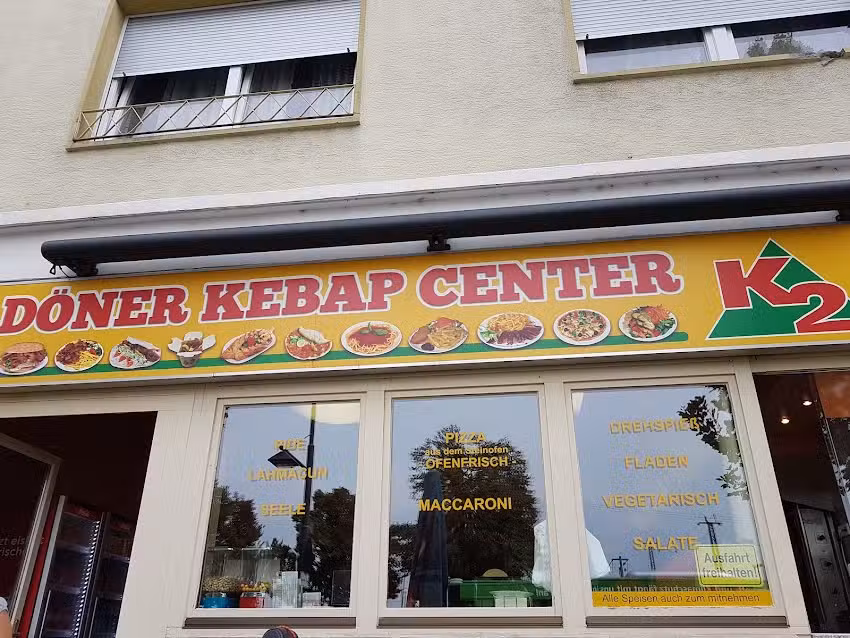 DÖNER KEBAP CENTER
K2
PIDE
LAHMACUN
SEELE
PIZZA
aus dem Steinofen
OFENFRISCH
MACCARONI
DREHSPIEß
FLADEN
VEGETARISCH
SALATE
Ausfahrt
freihalten!
Alle Speisen auch zum mitnehmen